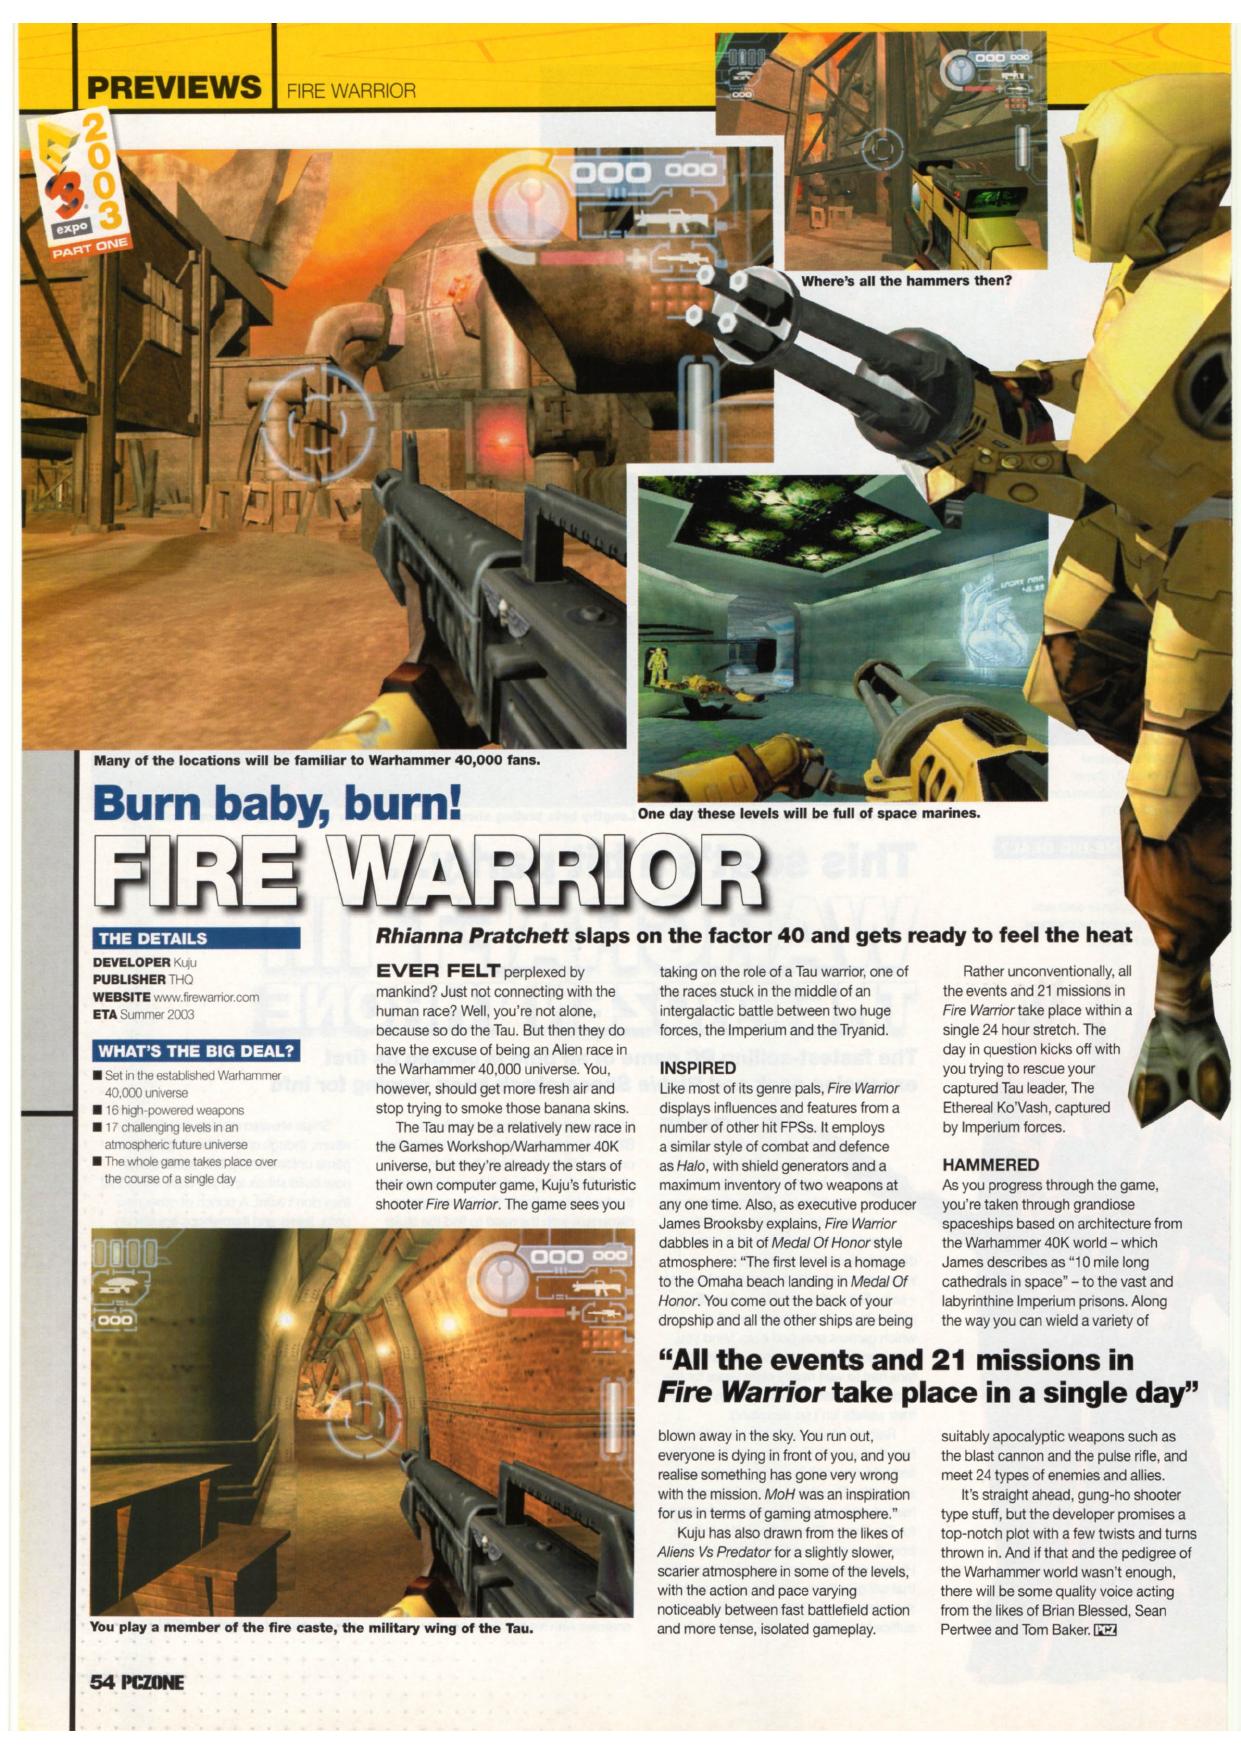 PREVIEWS
FIRE WARRIOR
E3
expo
2003
PART ONE
000 000
000
000 000
Where's all the hammers then?
Many of the locations will be familiar to Warhammer 40,000 fans.
One day these levels will be full of space marines.
Burn baby, burn!
FIRE WARRIOR
Rhianna Pratchett slaps on the factor 40 and gets ready to feel the heat
THE DETAILS
DEVELOPER Kuju
PUBLISHER THQ
WEBSITE www.firewarrior.com
ETA Summer 2003
WHAT'S THE BIG DEAL?
■ Set in the established Warhammer
40,000 universe
■ 16 high-powered weapons
■ 17 challenging levels in an
atmospheric future universe
■ The whole game takes place over
the course of a single day
EVER FELT perplexed by
mankind? Just not connecting with the
human race? Well, you're not alone,
because so do the Tau. But then they do
have the excuse of being an Alien race in
the Warhammer 40,000 universe. You,
however, should get more fresh air and
stop trying to smoke those banana skins.
The Tau may be a relatively new race in
the Games Workshop/Warhammer 40K
universe, but they're already the stars of
their own computer game, Kuju's futuristic
shooter Fire Warrior. The game sees you
taking on the role of a Tau warrior, one of
the races stuck in the middle of an
intergalactic battle between two huge
forces, the Imperium and the Tryanid.
INSPIRED
Like most of its genre pals, Fire Warrior
displays influences and features from a
number of other hit FPSs. It employs
a similar style of combat and defence
as Halo, with shield generators and a
maximum inventory of two weapons at
any one time. Also, as executive producer
James Brooksby explains, Fire Warrior
dabbles in a bit of Medal Of Honor style
atmosphere: "The first level is a homage
to the Omaha beach landing in Medal Of
Honor. You come out the back of your
dropship and all the other ships are being
blown away in the sky. You run out,
everyone is dying in front of you, and you
realise something has gone very wrong
with the mission. MoH was an inspiration
for us in terms of gaming atmosphere."
Kuju has also drawn from the likes of
Aliens Vs Predator for a slightly slower,
scarier atmosphere in some of the levels,
with the action and pace varying
noticeably between fast battlefield action
and more tense, isolated gameplay.
Rather unconventionally, all
the events and 21 missions in
Fire Warrior take place within a
single 24 hour stretch. The
day in question kicks off with
you trying to rescue your
captured Tau leader, The
Ethereal Ko'Vash, captured
by Imperium forces.
HAMMERED
As you progress through the game,
you're taken through grandiose
spaceships based on architecture from
the Warhammer 40K world – which
James describes as "10 mile long
cathedrals in space" – to the vast and
labyrinthine Imperium prisons. Along
the way you can wield a variety of
"All the events and 21 missions in
Fire Warrior take place in a single day"
suitably apocalyptic weapons such as
the blast cannon and the pulse rifle, and
meet 24 types of enemies and allies.
It's straight ahead, gung-ho shooter
type stuff, but the developer promises a
top-notch plot with a few twists and turns
thrown in. And if that and the pedigree of
the Warhammer world wasn't enough,
there will be some quality voice acting
from the likes of Brian Blessed, Sean
Pertwee and Tom Baker. PCZ
000
000 000
You play a member of the fire caste, the military wing of the Tau.
54 PCZONE